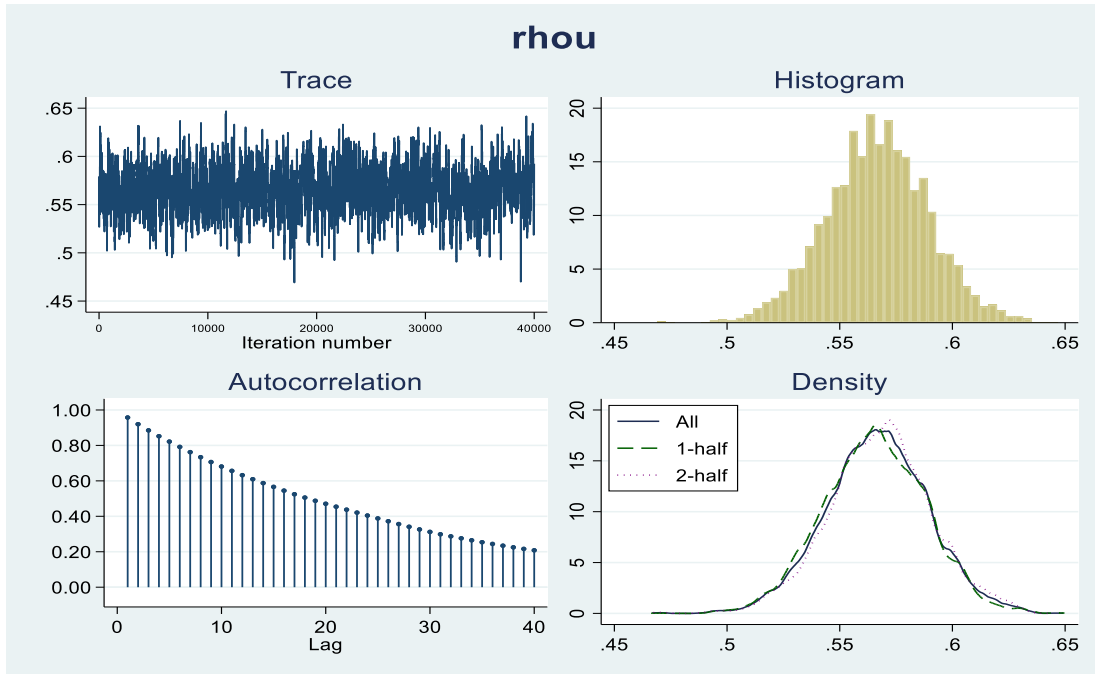 rhou
Trace
.65
.6
.55
.5
.45
0 10000 20000 30000 40000
Iteration number
Histogram
20
15
10
5
0
.45 .5 .55 .6 .65
Autocorrelation
1.00
0.80
0.60
0.40
0.20
0.00
0 10 20 30 40
Lag
Density
20
15
10
5
0
All
1-half
2-half
.45 .5 .55 .6 .65